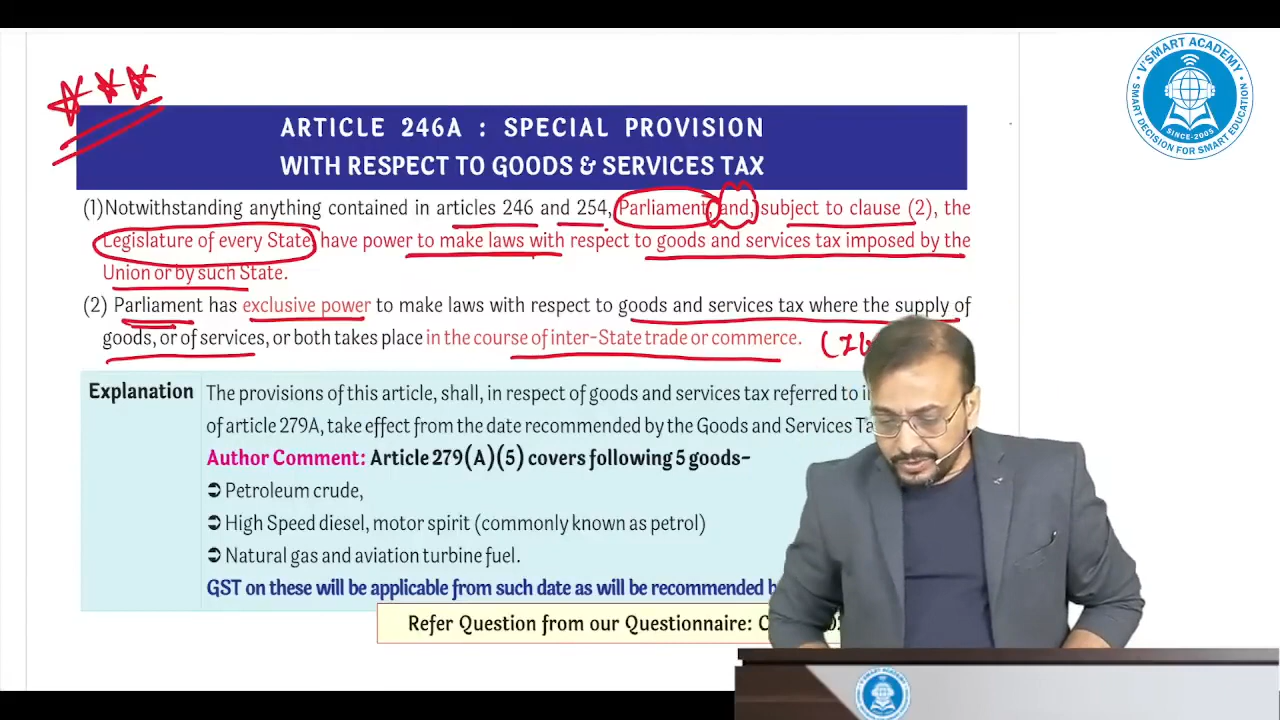 V'SMART ACADEMY
SMART DECISION FOR SMART EDUCATION
SINCE-2005
ARTICLE 246A : SPECIAL PROVISION
WITH RESPECT TO GOODS & SERVICES TAX
(1)Notwithstanding anything contained in articles 246 and 254, Parliament, and, subject to clause (2), the
Legislature of every State, have power to make laws with respect to goods and services tax imposed by the
Union or by such State.
(2) Parliament has exclusive power to make laws with respect to goods and services tax where the supply of
goods, or of services, or both takes place in the course of inter-State trade or commerce.
Explanation
The provisions of this article, shall, in respect of goods and services tax referred to
of article 279A, take effect from the date recommended by the Goods and Services
Author Comment: Article 279(A)(5) covers following 5 goods-
➲ Petroleum crude,
➲ High Speed diesel, motor spirit (commonly known as petrol)
➲ Natural gas and aviation turbine fuel.
GST on these will be applicable from such date as will be recommended
Refer Question from our Questionnaire: